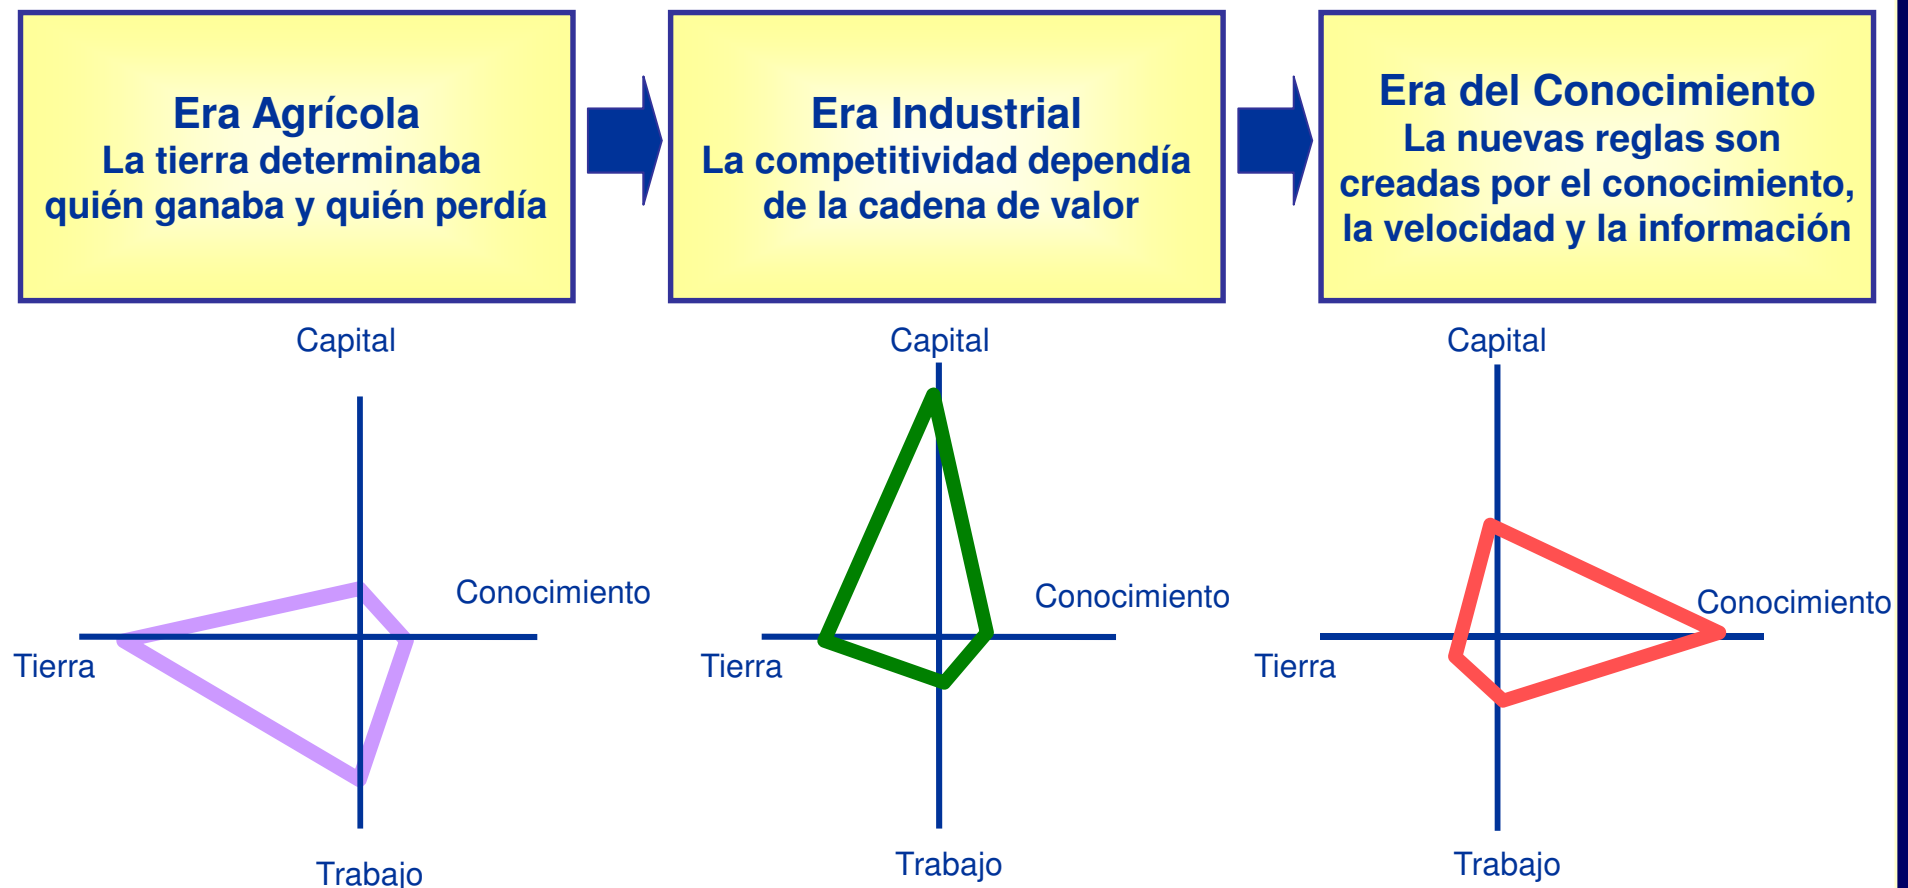 Era Agrícola
La tierra determinaba
quién ganaba y quién perdía
Era Industrial
La competitividad dependía
de la cadena de valor
Era del Conocimiento
La nuevas reglas son
creadas por el conocimiento,
la velocidad y la información
Capital
Conocimiento
Tierra
Trabajo
Capital
Conocimiento
Tierra
Trabajo
Capital
Conocimiento
Tierra
Trabajo